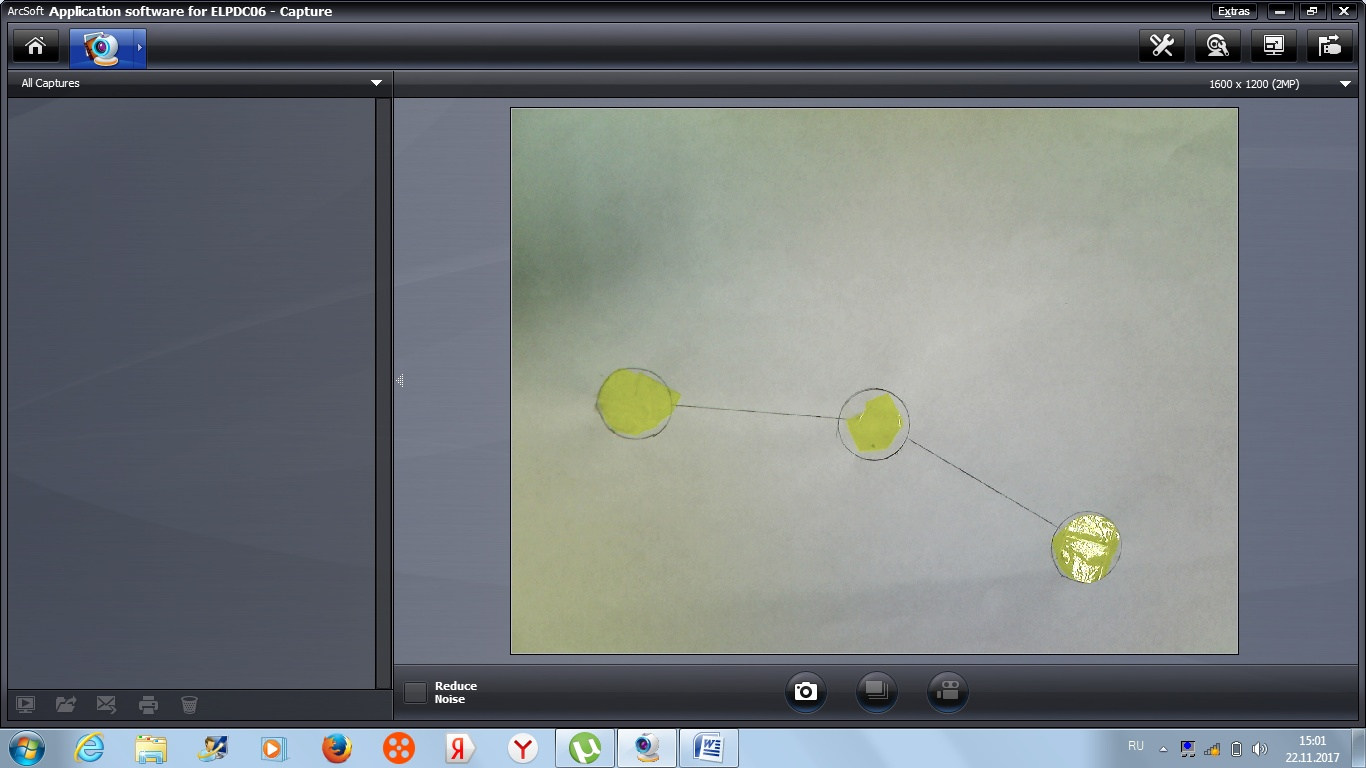 ArcSoft Application software for ELPDC06 - Capture
Extras
All Captures
1600 x 1200 (2MP)
Reduce
Noise
RU
15:01
22.11.2017